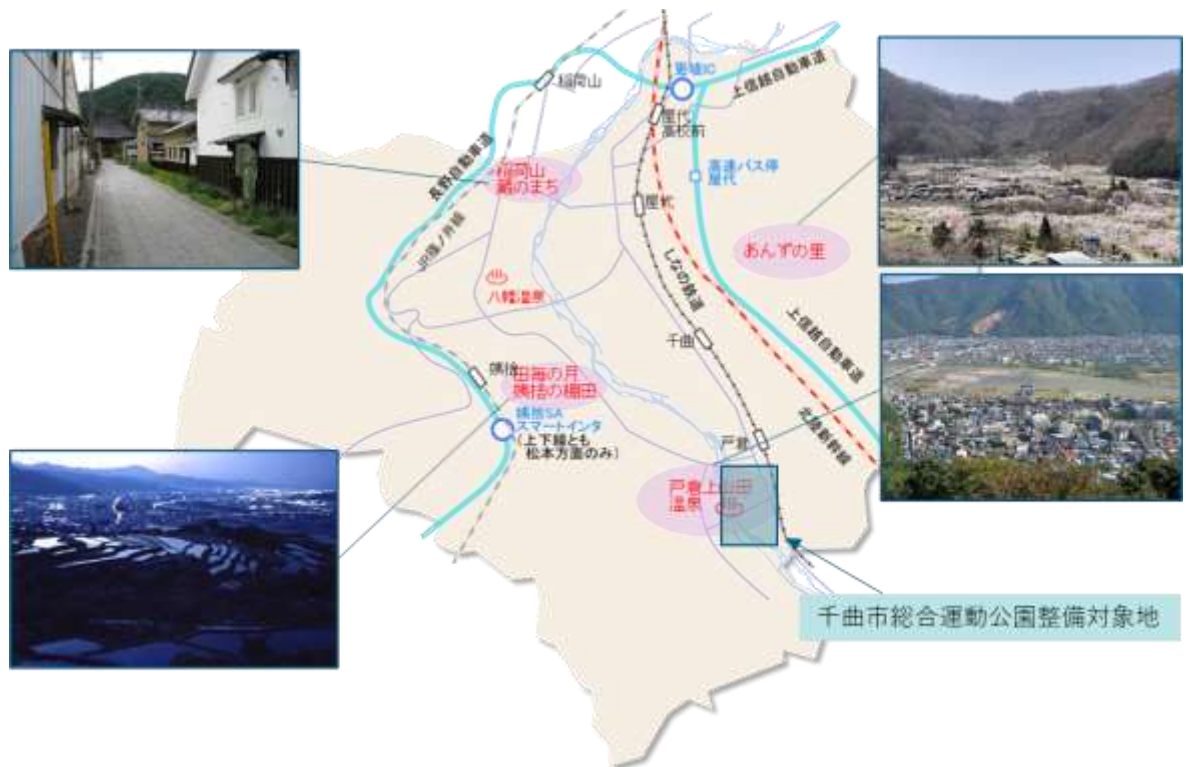 稲荷山
更埴IC
上信越自動車道
屋代
高校前
長野自動車道
稲荷山
蔵のまち
高速バス停
屋代
屋代
JR篠ノ井線
あんずの里
しなの鉄道
八幡温泉
千曲
上信越自動車道
姨捨
田毎の月
姨捨の棚田
姨捨SA
スマートインタ
(上下線とも
松本方面のみ)
北陸新幹線
戸倉
戸倉上山田
温泉
千曲市総合運動公園整備対象地